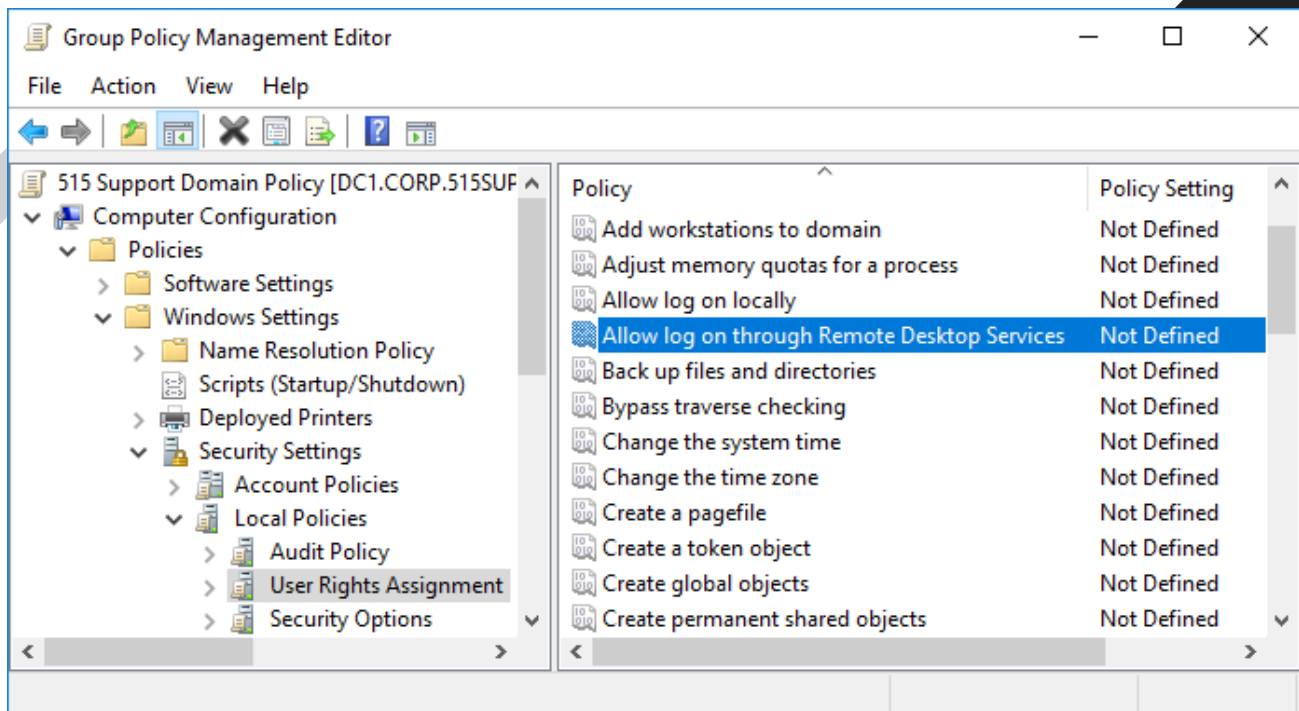 Group Policy Management Editor
File Action View Help
515 Support Domain Policy [DC1.CORP.515SUP
Computer Configuration
Policies
Software Settings
Windows Settings
Name Resolution Policy
Scripts (Startup/Shutdown)
Deployed Printers
Security Settings
Account Policies
Local Policies
Audit Policy
User Rights Assignment
Security Options
Policy Policy Setting
Add workstations to domain Not Defined
Adjust memory quotas for a process Not Defined
Allow log on locally Not Defined
Allow log on through Remote Desktop Services Not Defined
Back up files and directories Not Defined
Bypass traverse checking Not Defined
Change the system time Not Defined
Change the time zone Not Defined
Create a pagefile Not Defined
Create a token object Not Defined
Create global objects Not Defined
Create permanent shared objects Not Defined